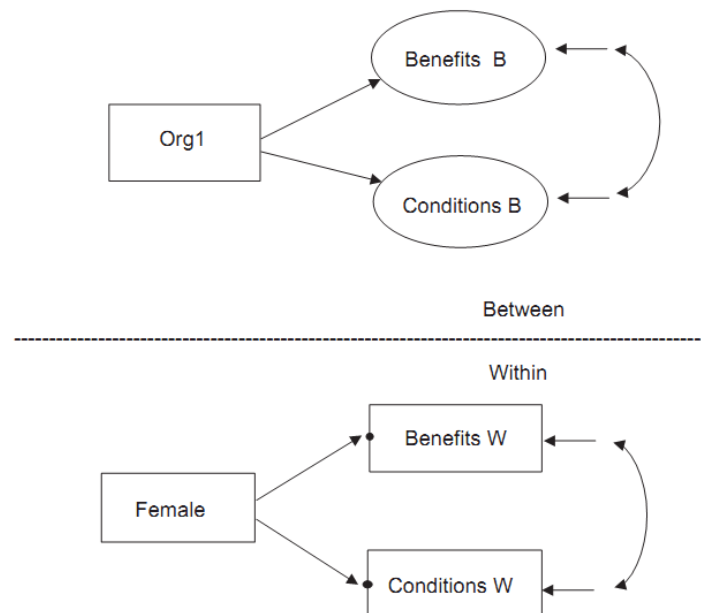 Benefits B
Org1
Conditions B
Between
Within
Benefits W
Female
Conditions W